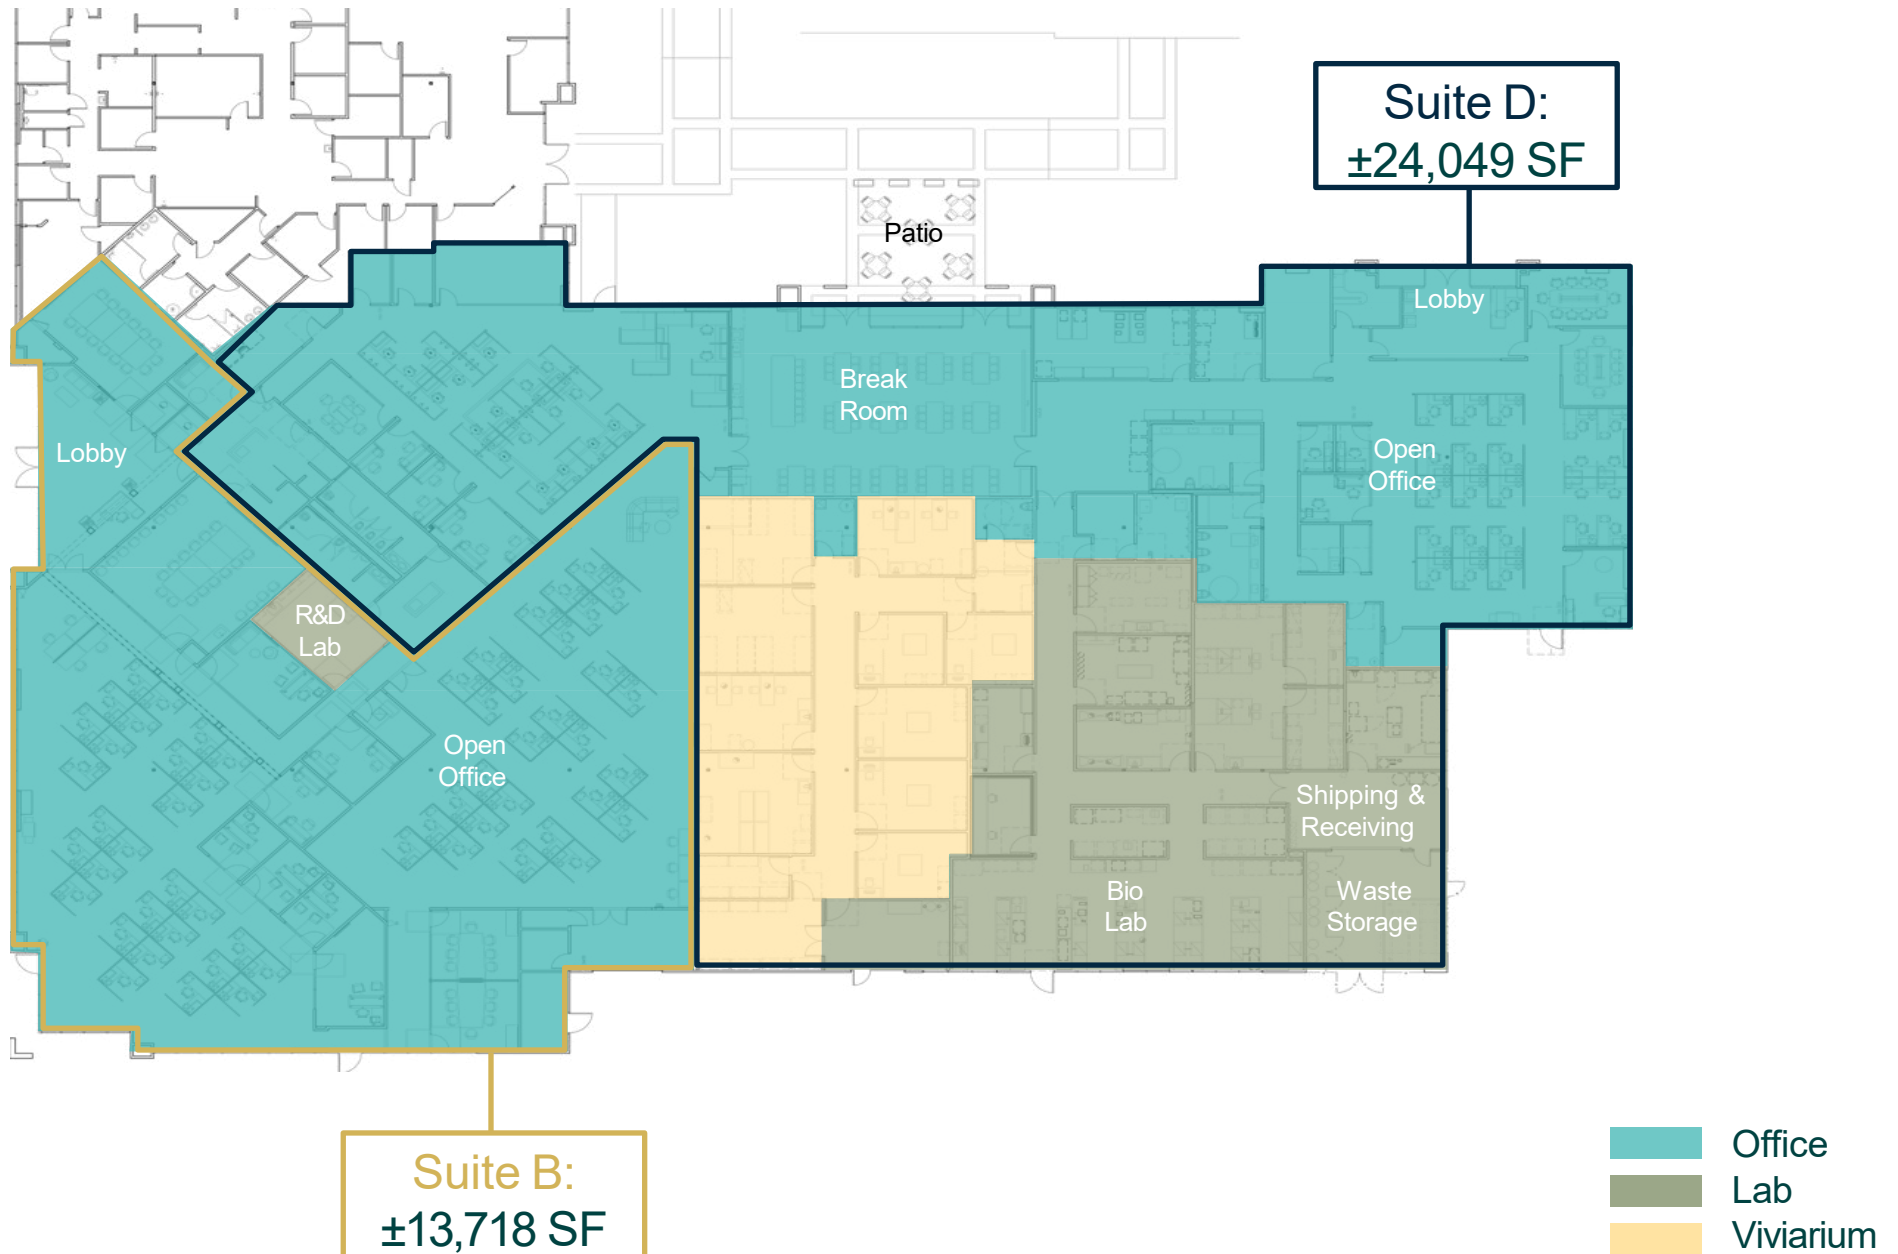 Suite D:
±24,049 SF
Patio
Lobby
Break
Room
Lobby
Open
Office
R&D
Lab
Open
Office
Shipping &
Receiving
Bio
Lab
Waste
Storage
Suite B:
±13,718 SF
Office
Lab
Viviarium